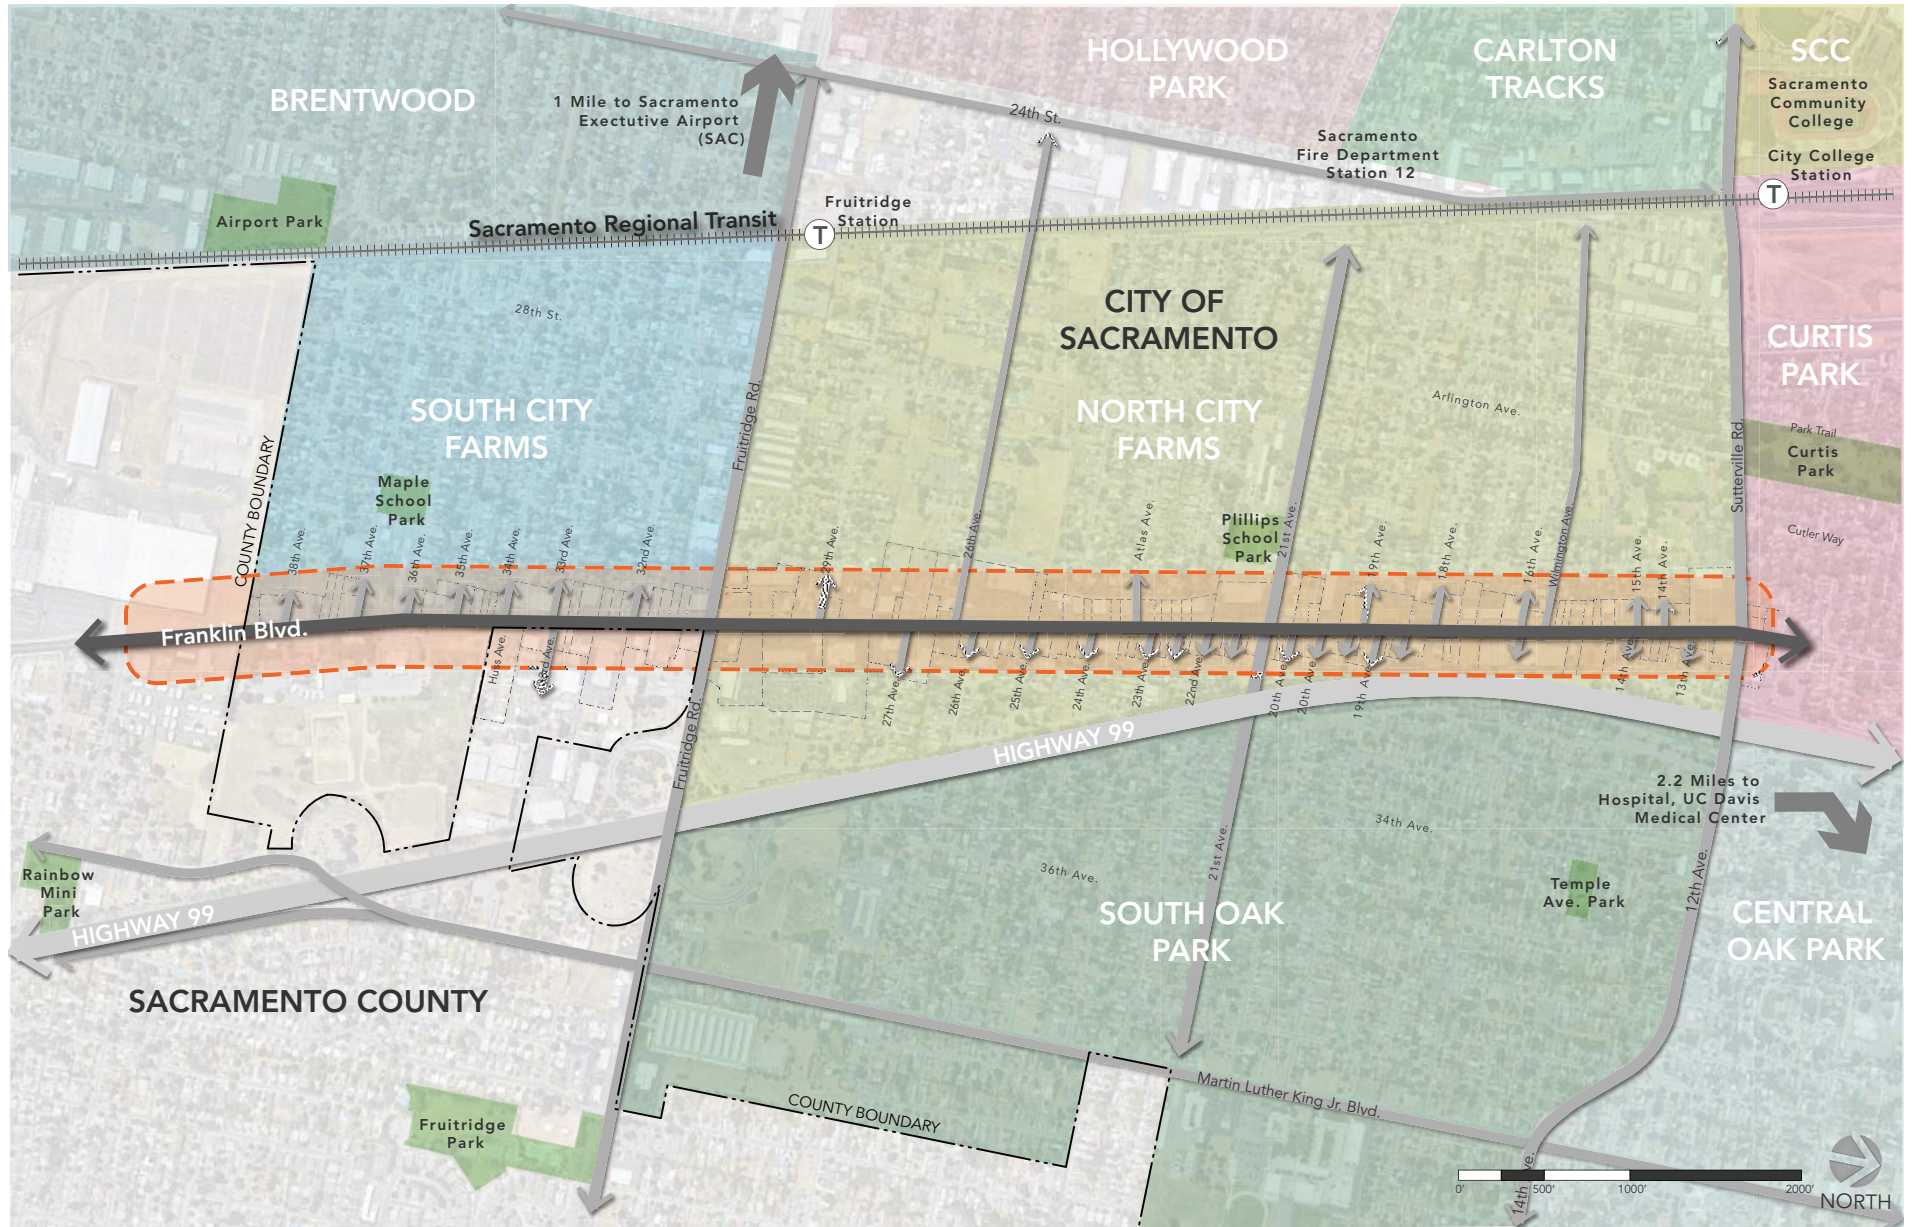 HOLLYWOOD
PARK
CARLTON
TRACKS
SCC
Sacramento
Community
College
BRENTWOOD
1 Mile to Sacramento
Exectutive Airport
(SAC)
24th St.
Sacramento
Fire Department
Station 12
City College
Station
T
Airport Park
Sacramento Regional Transit
Fruitridge
Station
T
28th St.
CITY OF
SACRAMENTO
CURTIS
PARK
SOUTH CITY
FARMS
Fruitridge Rd.
NORTH CITY
FARMS
Arlington Ave.
Sutterville Rd.
Park Trail
Curtis
Park
Cutler Way
COUNTY BOUNDARY
Maple
School
Park
Plillips
School
Park
38th Ave.
37th Ave.
36th Ave.
35th Ave.
34th Ave.
33rd Ave.
32nd Ave.
29th Ave.
26th Ave.
Atlas Ave.
21st Ave.
19th Ave.
18th Ave.
16th Ave.
Wilmington Ave.
15th Ave.
14th Ave.
Franklin Blvd.
Huss Ave.
Fruitridge Rd.
27th Ave.
26th Ave.
25th Ave.
24th Ave.
23th Ave.
22nd Ave.
20th Ave.
20th Ave.
19th Ave.
14th Ave.
13th Ave.
HIGHWAY 99
2.2 Miles to
Hospital, UC Davis
Medical Center
34th Ave.
36th Ave.
21st Ave.
12th Ave.
Rainbow
Mini
Park
HIGHWAY 99
Temple
Ave. Park
SOUTH OAK
PARK
CENTRAL
OAK PARK
SACRAMENTO COUNTY
Martin Luther King Jr. Blvd.
COUNTY BOUNDARY
Fruitridge
Park
14th Ave.
0' 500' 1000' 2000'
NORTH